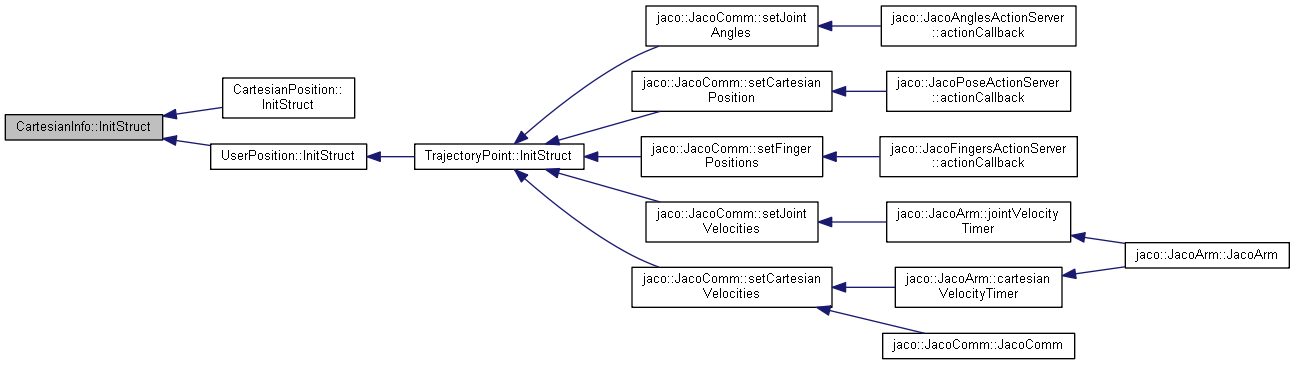 CartesianInfo::InitStruct
CartesianPosition::
InitStruct
UserPosition::InitStruct
TrajectoryPoint::InitStruct
jaco::JacoComm::setJoint
Angles
jaco::JacoAnglesActionServer
::actionCallback
jaco::JacoComm::setCartesian
Position
jaco::JacoPoseActionServer
::actionCallback
jaco::JacoComm::setFinger
Positions
jaco::JacoFingersActionServer
::actionCallback
jaco::JacoComm::setJoint
Velocities
jaco::JacoArm::jointVelocity
Timer
jaco::JacoComm::setCartesian
Velocities
jaco::JacoArm::cartesian
VelocityTimer
jaco::JacoArm::JacoArm
jaco::JacoComm::JacoComm